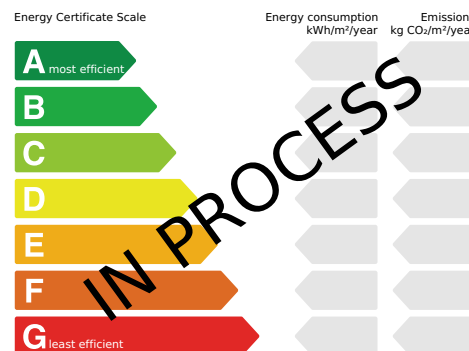 Energy Certificate Scale
Energy consumption
kWh/m²/year
Emission
kg CO₂/m²/year
A most efficient
B
C
D
E
F
G least efficient
IN PROCESS